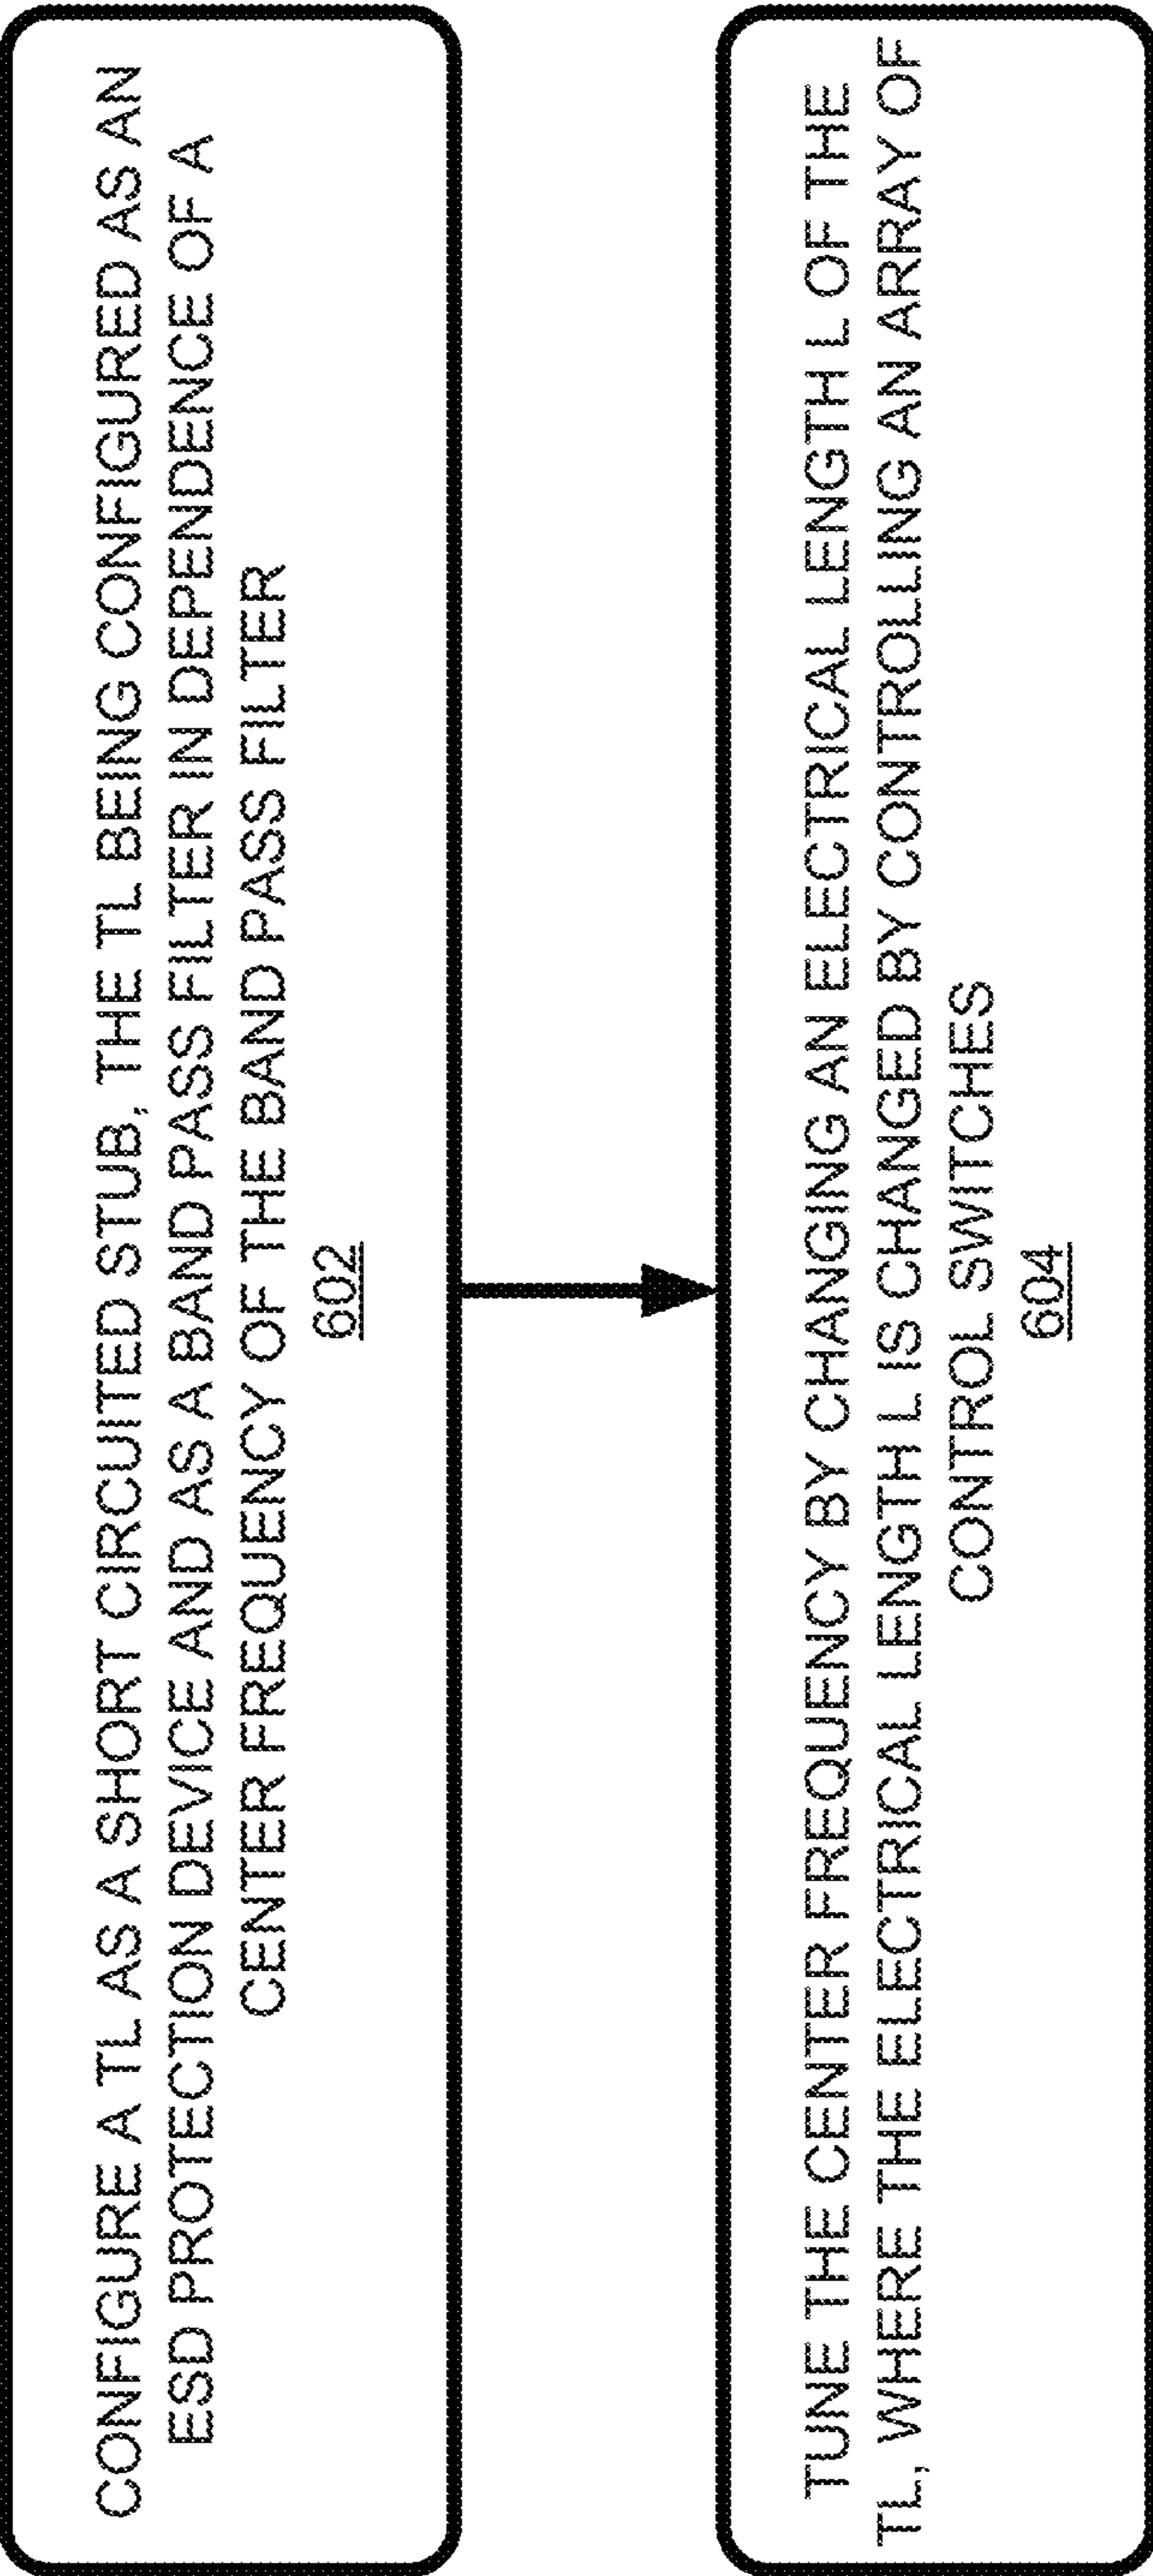 CONFIGURE A TL AS A SHORT CIRCUITED STUB, THE TL BEING CONFIGURED AS AN
ESD PROTECTION DEVICE AND AS A BAND PASS FILTER IN DEPENDENCE OF A
CENTER FREQUENCY OF THE BAND PASS FILTER
602
TUNE THE CENTER FREQUENCY BY CHANGING AN ELECTRICAL LENGTH L OF THE
TL, WHERE THE ELECTRICAL LENGTH L IS CHANGED BY CONTROLLING AN ARRAY OF
CONTROL SWITCHES
604